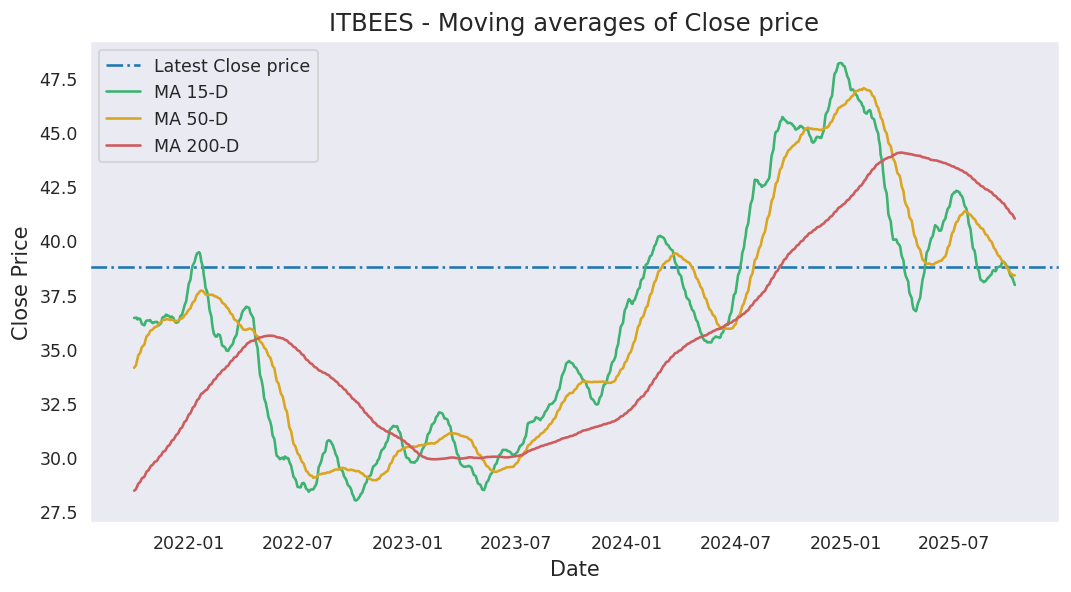 ITBEES - Moving averages of Close price
Latest Close price
MA 15-D
MA 50-D
MA 200-D
47.5
45.0
42.5
40.0
37.5
35.0
32.5
30.0
27.5
Close Price
2022-01 2022-07 2023-01 2023-07 2024-01 2024-07 2025-01 2025-07
Date